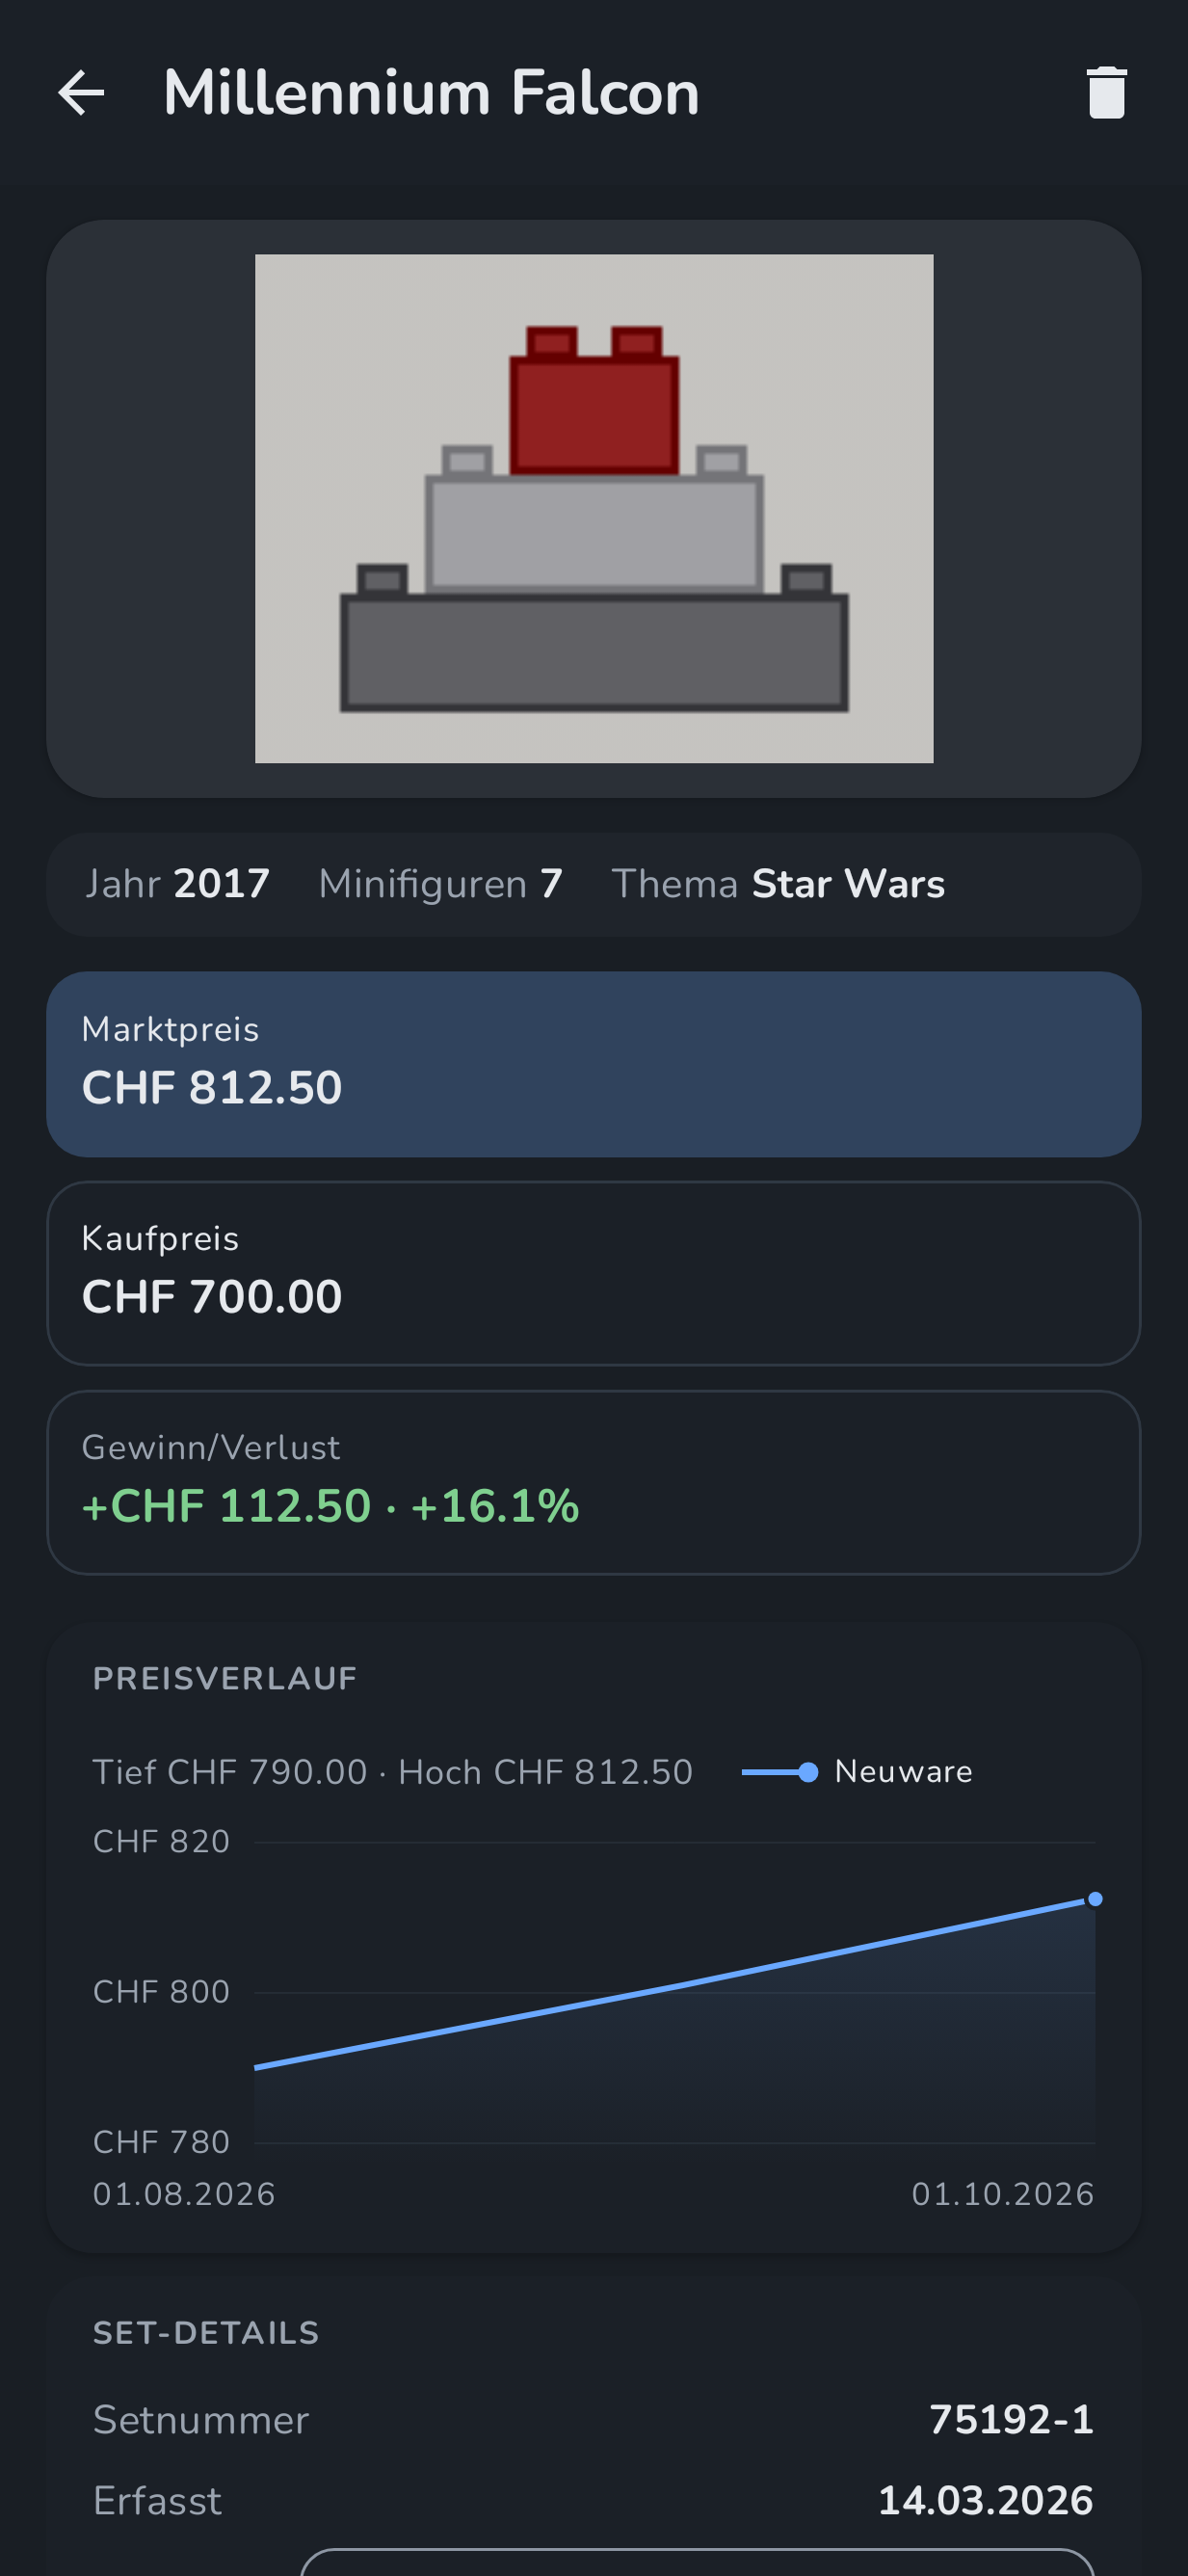 Millennium Falcon
Jahr 2017 Minifiguren 7 Thema Star Wars
Marktpreis
CHF 812.50
Kaufpreis
CHF 700.00
Gewinn/Verlust
+CHF 112.50 · +16.1%
PREISVERLAUF
Tief CHF 790.00 · Hoch CHF 812.50 Neuware
CHF 820
CHF 800
CHF 780
01.08.2026 01.10.2026
SET-DETAILS
Setnummer 75192-1
Erfasst 14.03.2026